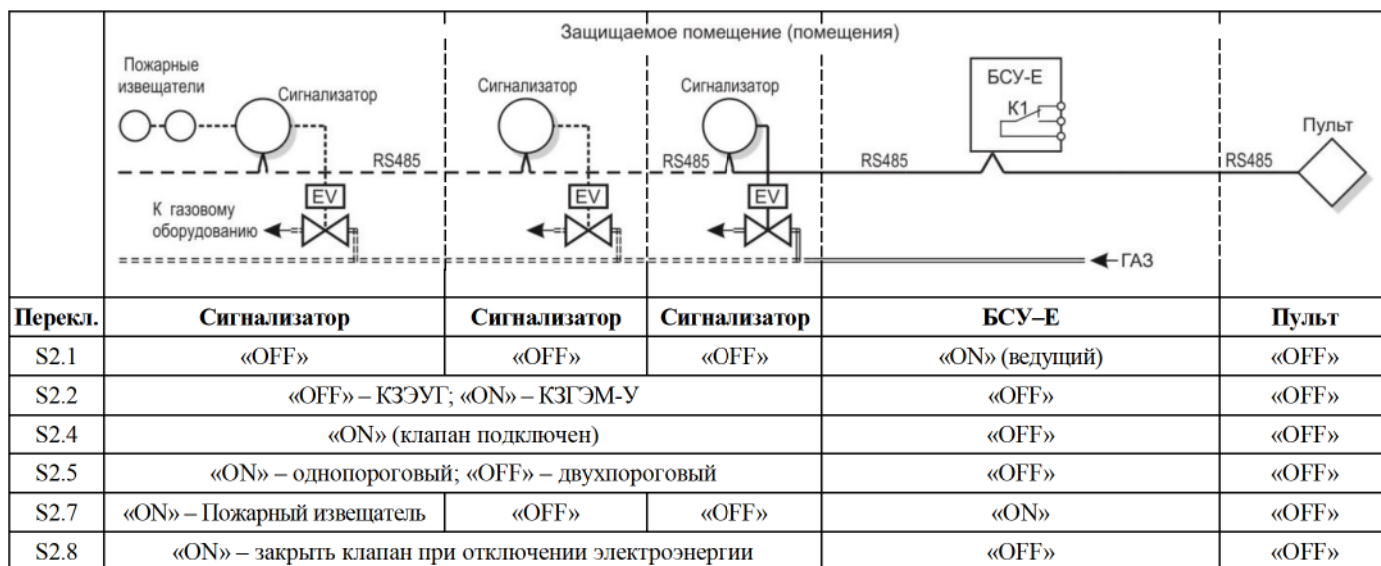 Защищаемое помещение (помещения)
Пожарные
извещатели
Сигнализатор
Сигнализатор
Сигнализатор
БСУ-Е
К1
Пульт
RS485
RS485
RS485
RS485
EV
EV
EV
К газовому
оборудованию
ГАЗ
Перекл. Сигнализатор Сигнализатор Сигнализатор БСУ–Е Пульт
S2.1 «OFF» «OFF» «OFF» «ON» (ведущий) «OFF»
S2.2 «OFF» – КЗЭУГ; «ON» – КЗГЭМ-У «OFF» «OFF»
S2.4 «ON» (клапан подключен) «OFF» «OFF»
S2.5 «ON» – однопороговый; «OFF» – двухпороговый «OFF» «OFF»
S2.7 «ON» – Пожарный извещатель «OFF» «OFF» «ON» «OFF»
S2.8 «ON» – закрыть клапан при отключении электроэнергии «OFF» «OFF»